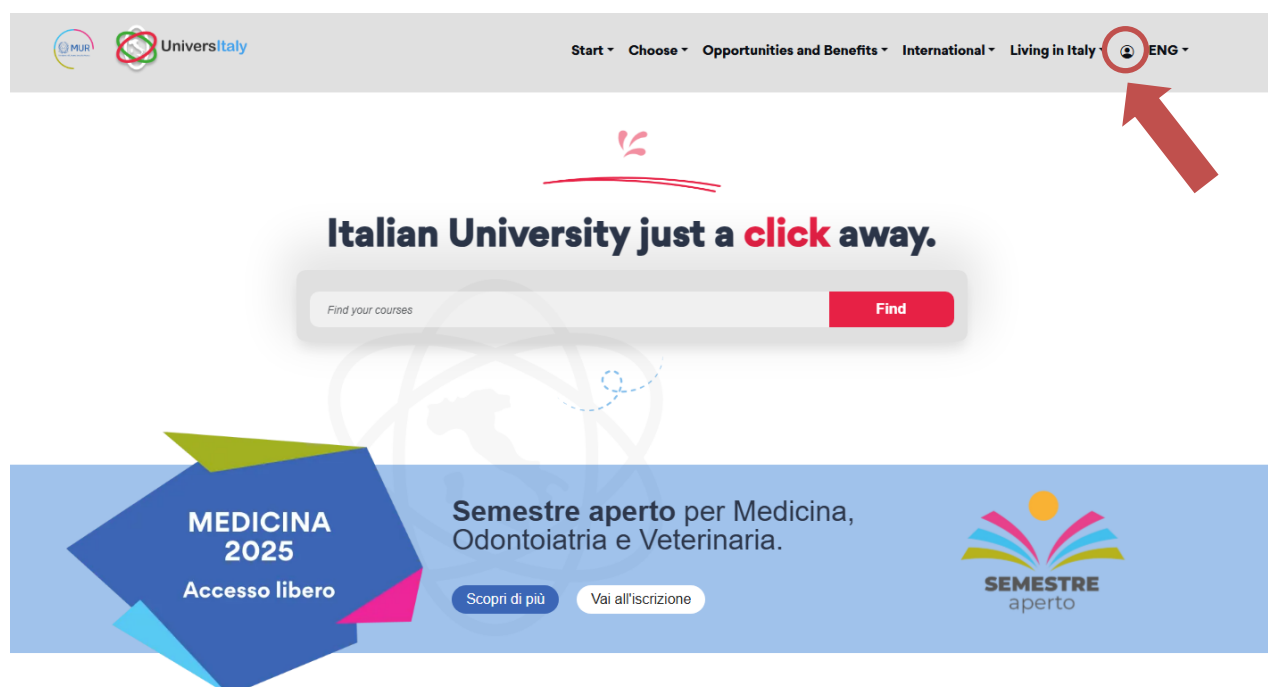 MUR
UniversItaly
Start Choose Opportunities and Benefits International Living in Italy ENG
Italian University just a click away.
Find your courses
Find
MEDICINA
2025
Accesso libero
Semestre aperto per Medicina,
Odontoiatria e Veterinaria.
Scopri di più
Vai all'iscrizione
SEMESTRE
aperto